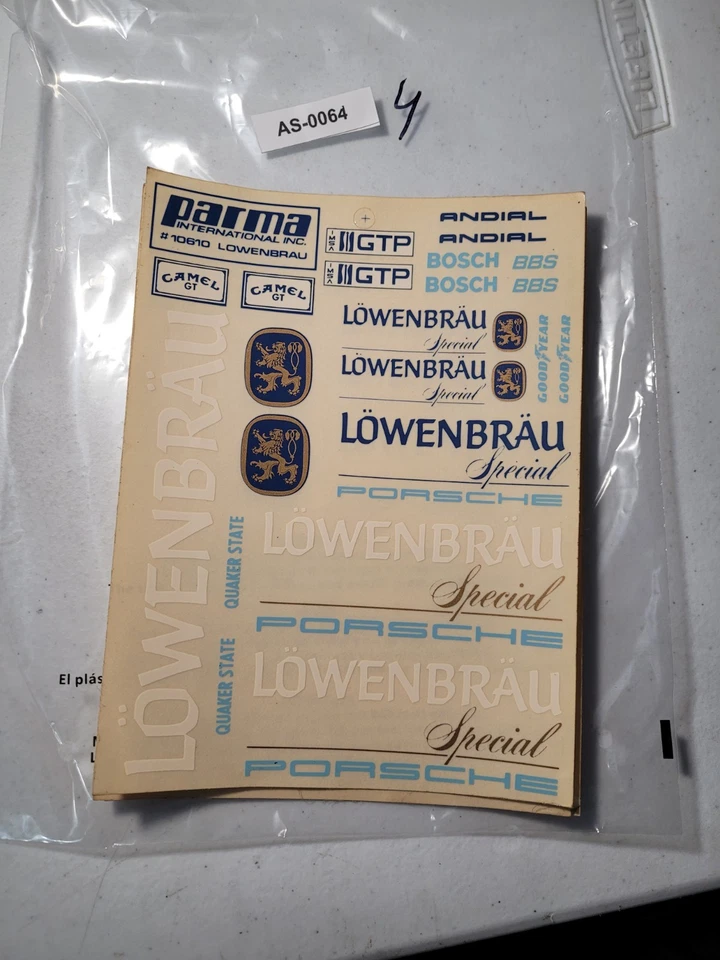 LIFETIM
AS-0064
4
parma
INTERNATIONAL INC.
#10610 LOWENBRAU
CAMEL
GT
CAMEL
GT
IMSA GTP
IMSA GTP
ANDIAL
ANDIAL
BOSCH BBS
BOSCH BBS
LÖWENBRÄU
Special
LÖWENBRÄU
Special
GOODYEAR
GOODYEAR
LÖWENBRÄU
Special
PORSCHE
LÖWENBRÄU
QUAKER STATE
LÖWENBRÄU
Special
PORSCHE
QUAKER STATE
LÖWENBRÄU
Special
PORSCHE
El plás